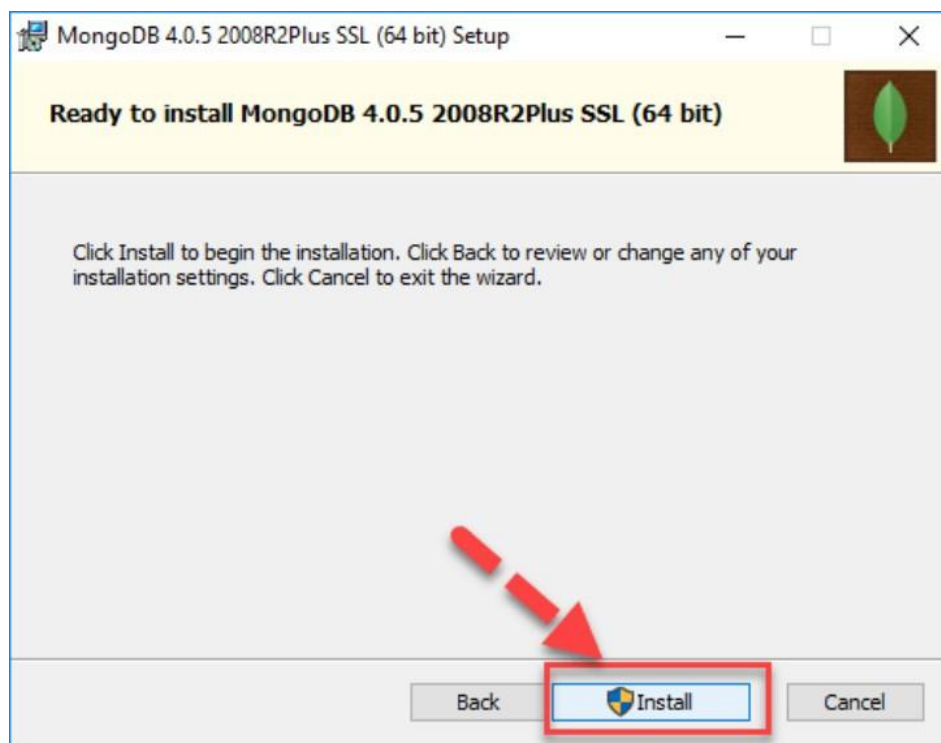 MongoDB 4.0.5 2008R2Plus SSL (64 bit) Setup
Ready to install MongoDB 4.0.5 2008R2Plus SSL (64 bit)
Click Install to begin the installation. Click Back to review or change any of your
installation settings. Click Cancel to exit the wizard.
Back
Install
Cancel